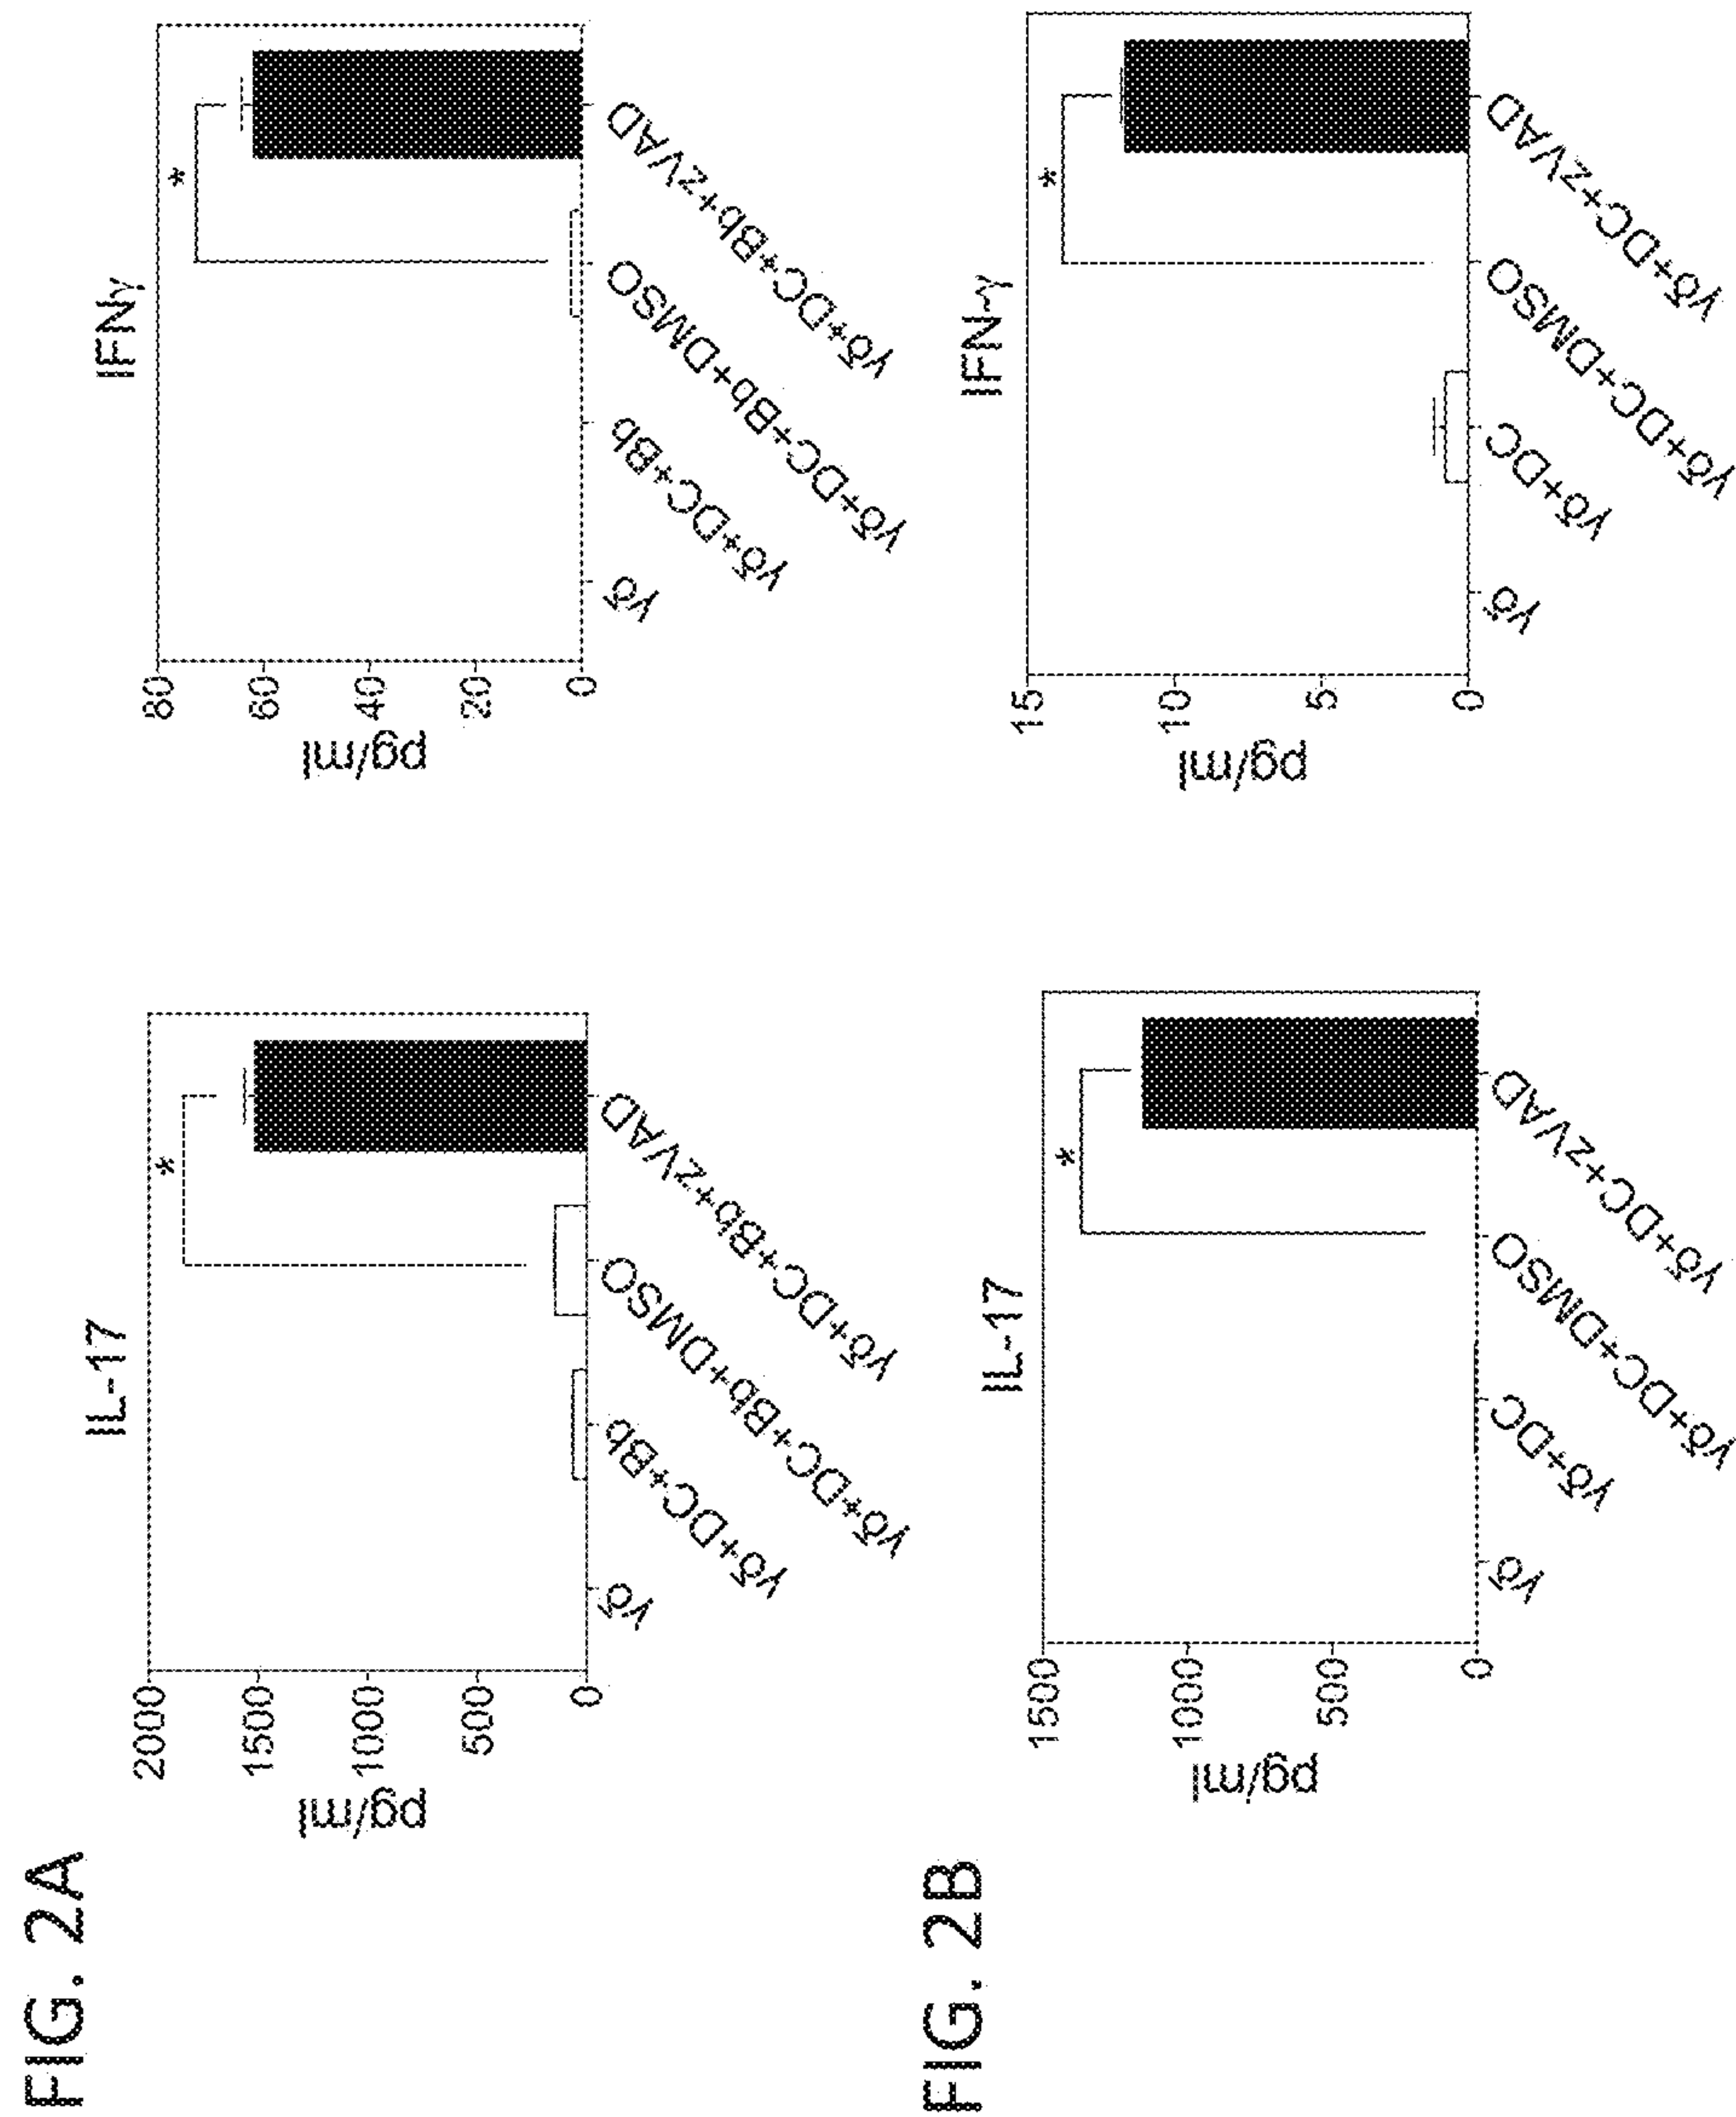 FIG. 2A
IL-17
pg/ml
2000
1500
1000
500
0
*
γδ
γδ+DC+Bb
γδ+DC+Bb+DMSO
γδ+DC+Bb+zVAD
IFNγ
pg/ml
80
60
40
20
0
*
γδ
γδ+DC+Bb
γδ+DC+Bb+DMSO
γδ+DC+Bb+zVAD
FIG. 2B
IL-17
pg/ml
1500
1000
500
0
*
γδ
γδ+DC
γδ+DC+DMSO
γδ+DC+zVAD
IFN-γ
pg/ml
15
10
5
0
*
γδ
γδ+DC
γδ+DC+DMSO
γδ+DC+zVAD